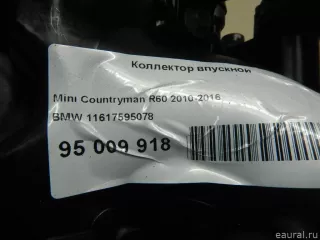 Коллектор впускной
Mini Countryman R60 2010-2016
BMW 11617595078
95 009 918
eaural.ru